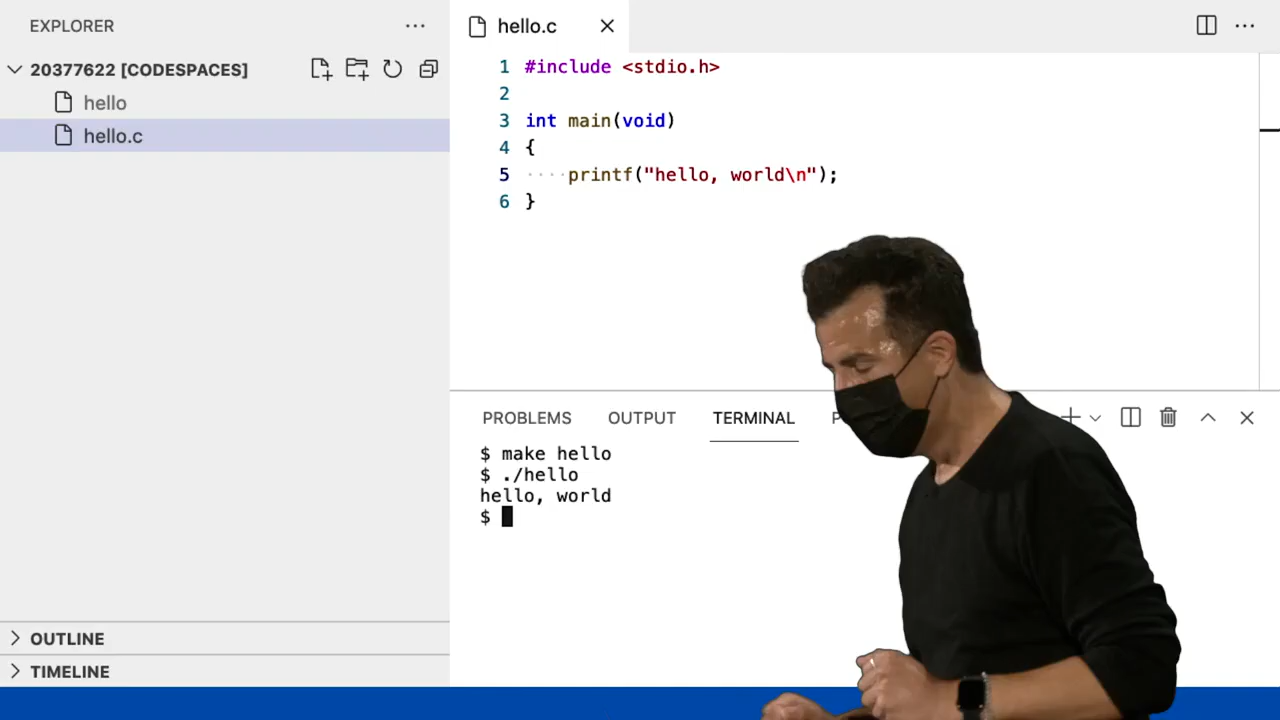 EXPLORER
20377622 [CODESPACES]
hello
hello.c
OUTLINE
TIMELINE
hello.c
1 #include <stdio.h>
2
3 int main(void)
4 {
5 ····printf("hello, world\n");
6 }
PROBLEMS OUTPUT TERMINAL
$ make hello
$ ./hello
hello, world
$